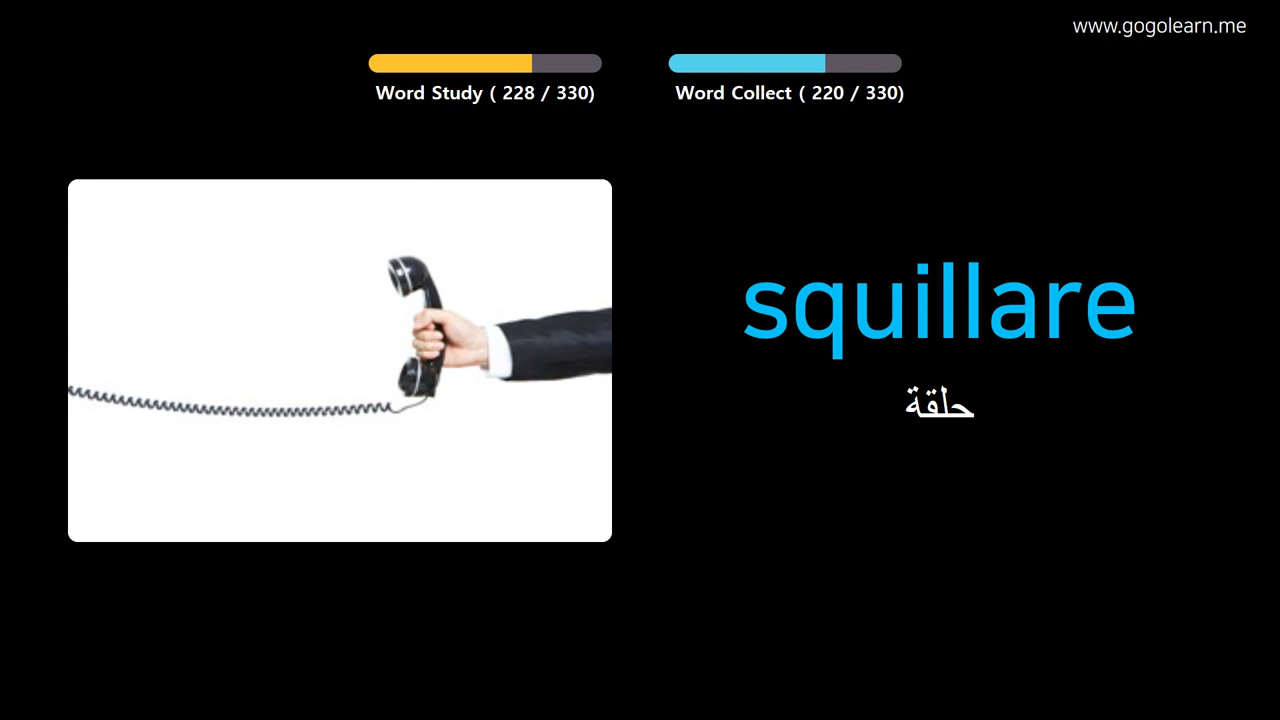 www.gogolearn.me
Word Study ( 228 / 330)
Word Collect ( 220 / 330)
squillare
حلقة